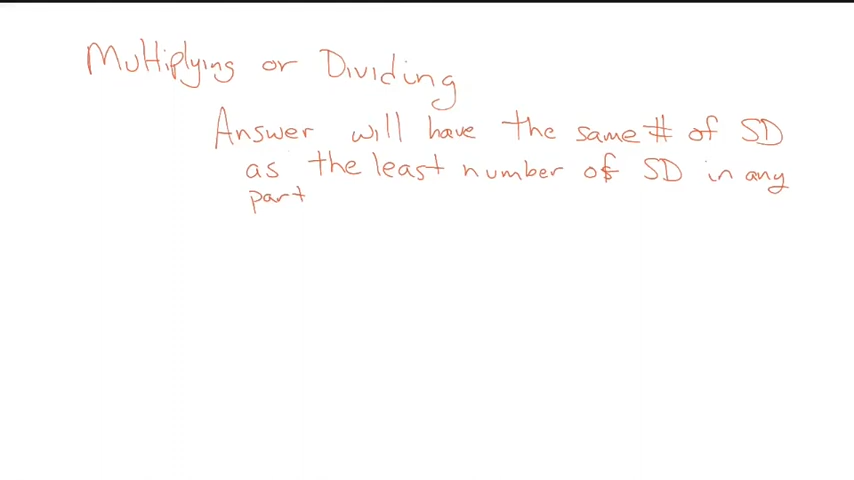 Multiplying or Dividing
Answer will have the same # of SD
as the least number of SD in any
part